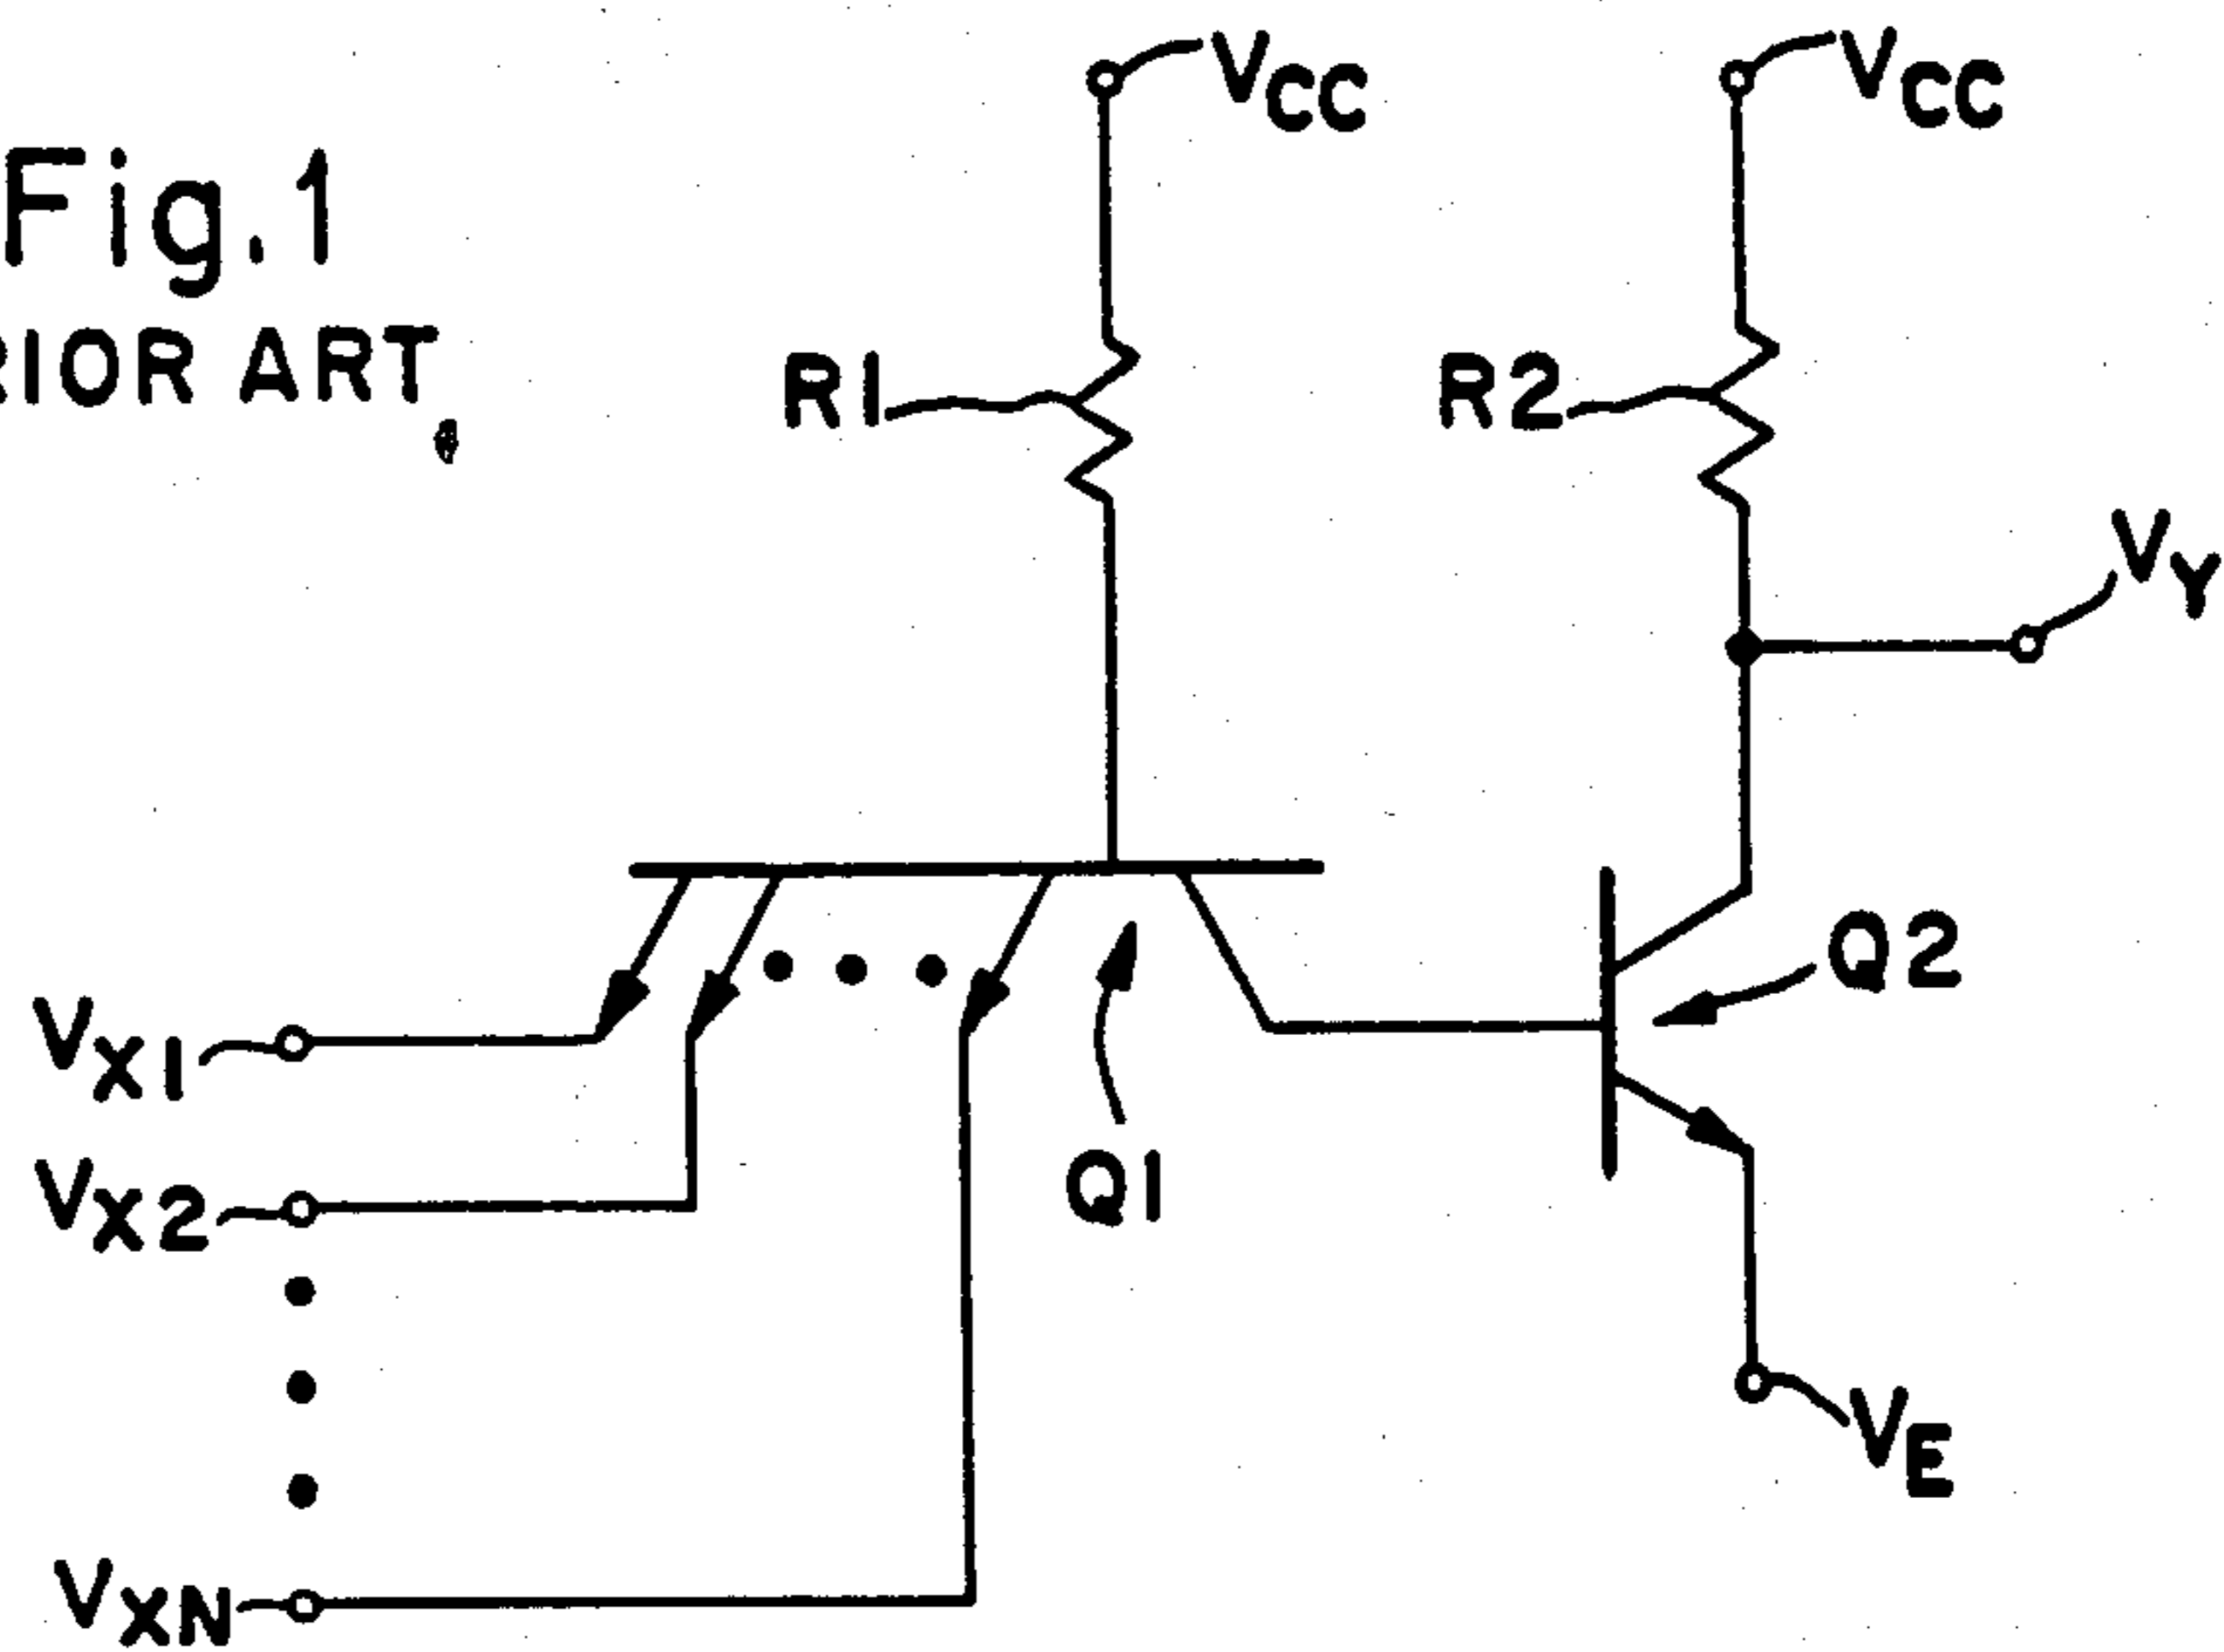 Fig.1
RIOR ART
VCC
VCC
R1
R2
VY
Q2
VX1
Q1
VX2
VE
VXN